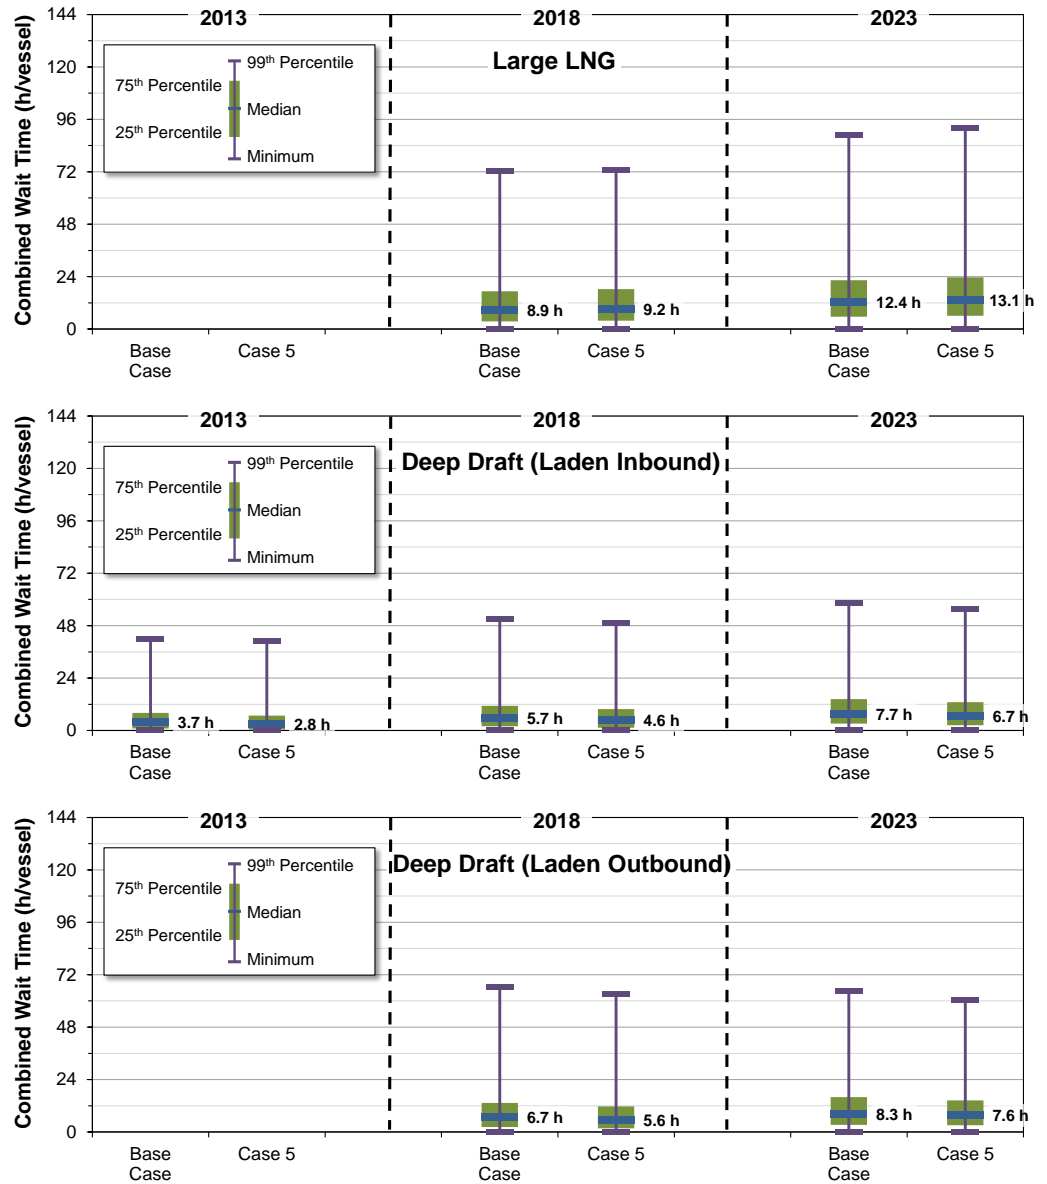 Combined Wait Time (h/vessel)
144
120
96
72
48
24
0
2013
2018
2023
Large LNG
99th Percentile
75th Percentile
Median
25th Percentile
Minimum
8.9 h
9.2 h
12.4 h
13.1 h
Base
Case
Case 5
Base
Case
Case 5
Base
Case
Case 5
Combined Wait Time (h/vessel)
144
120
96
72
48
24
0
2013
2018
2023
Deep Draft (Laden Inbound)
99th Percentile
75th Percentile
Median
25th Percentile
Minimum
3.7 h
2.8 h
5.7 h
4.6 h
7.7 h
6.7 h
Base
Case
Case 5
Base
Case
Case 5
Base
Case
Case 5
Combined Wait Time (h/vessel)
144
120
96
72
48
24
0
2013
2018
2023
Deep Draft (Laden Outbound)
99th Percentile
75th Percentile
Median
25th Percentile
Minimum
6.7 h
5.6 h
8.3 h
7.6 h
Base
Case
Case 5
Base
Case
Case 5
Base
Case
Case 5